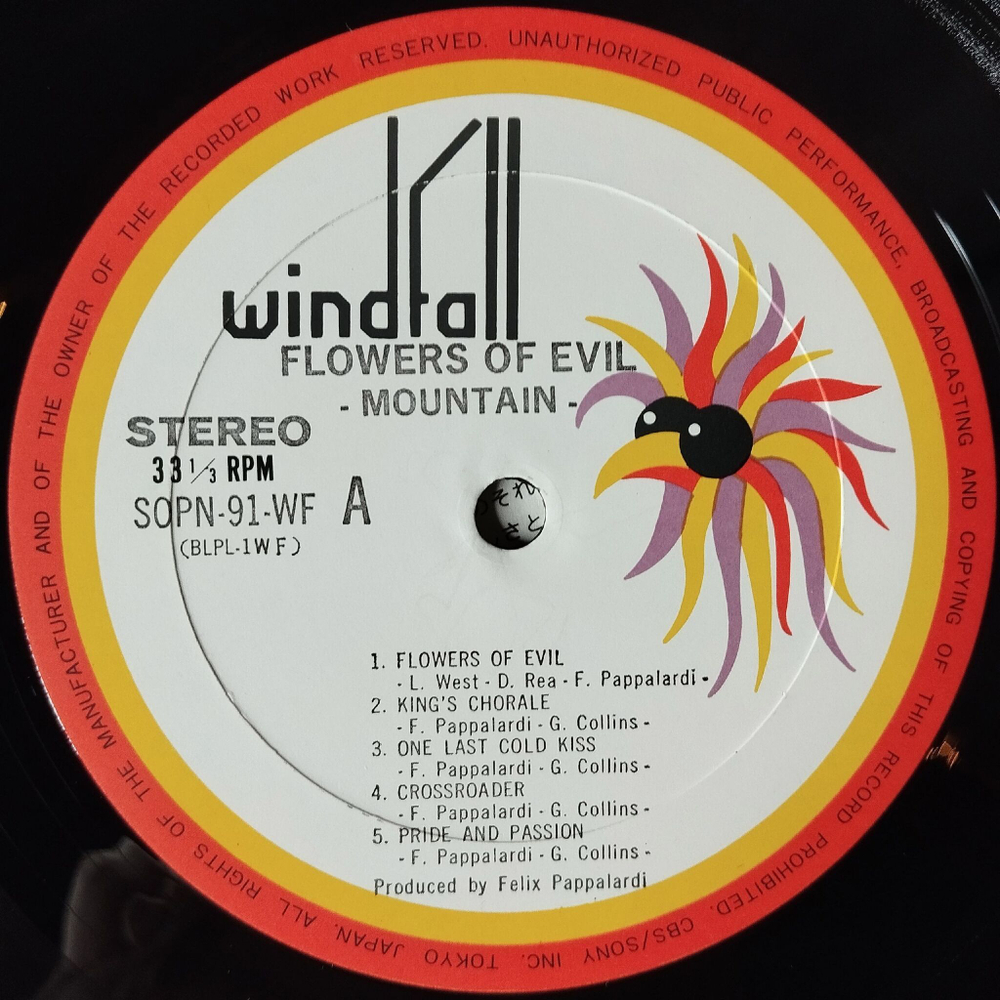 windfall
FLOWERS OF EVIL
- MOUNTAIN -
STEREO
33 1/3 RPM
SOPN-91-WF A
(BLPL-1WF)
それ
さと
1. FLOWERS OF EVIL
- L. West - D. Rea - F. Pappalardi -
2. KING'S CHORALE
- F. Pappalardi - G. Collins -
3. ONE LAST COLD KISS
- F. Pappalardi - G. Collins -
4. CROSSROADER
- F. Pappalardi - G. Collins -
5. PRIDE AND PASSION
- F. Pappalardi - G. Collins -
Produced by Felix Pappalardi
ALL RIGHTS OF THE MANUFACTURER AND OF THE OWNER OF THE RECORDED WORK RESERVED. UNAUTHORIZED PUBLIC PERFORMANCE, BROADCASTING AND COPYING OF THIS RECORD PROHIBITED. CBS/SONY INC. TOKYO JAPAN.